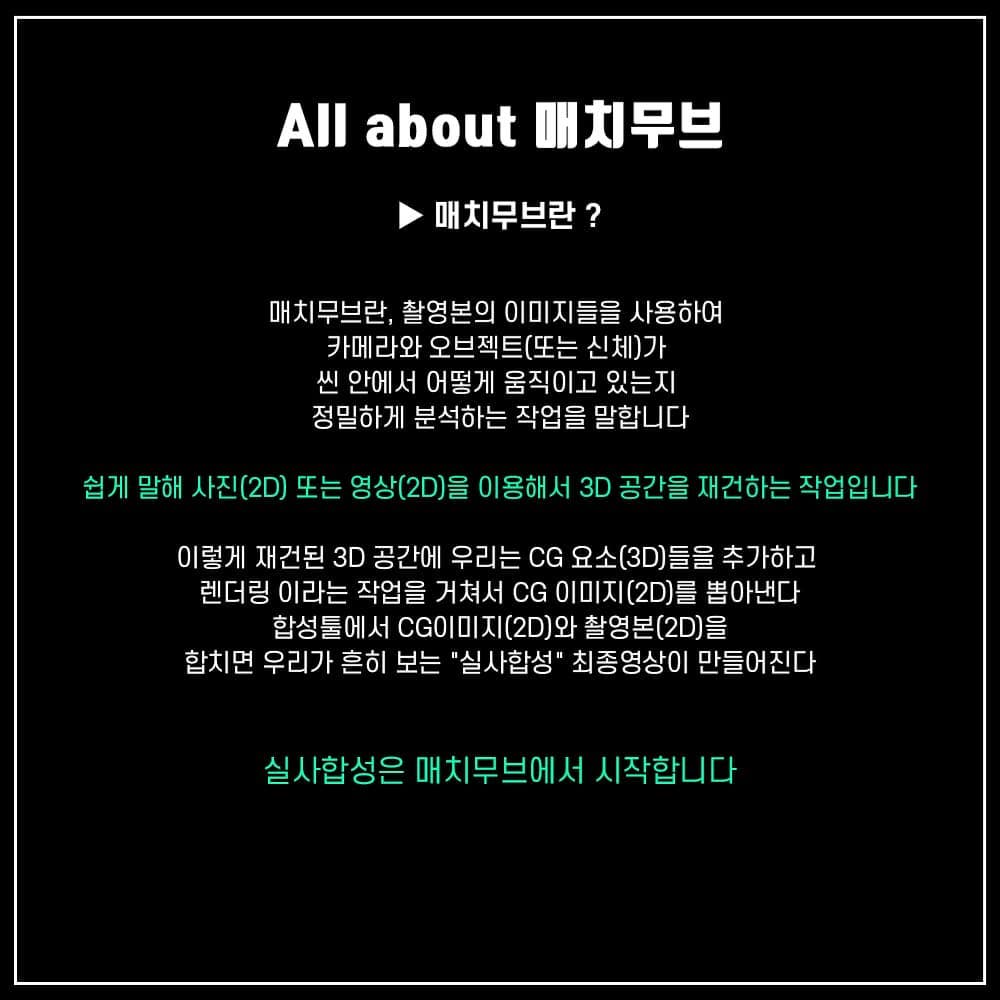 All about 매치무브
▶ 매치무브란 ?
매치무브란, 촬영본의 이미지들을 사용하여
카메라와 오브젝트(또는 신체)가
씬 안에서 어떻게 움직이고 있는지
정밀하게 분석하는 작업을 말합니다
쉽게 말해 사진(2D) 또는 영상(2D)을 이용해서 3D 공간을 재건하는 작업입니다
이렇게 재건된 3D 공간에 우리는 CG 요소(3D)들을 추가하고
렌더링 이라는 작업을 거쳐서 CG 이미지(2D)를 뽑아낸다
합성툴에서 CG이미지(2D)와 촬영본(2D)을
합치면 우리가 흔히 보는 "실사합성" 최종영상이 만들어진다
실사합성은 매치무브에서 시작합니다